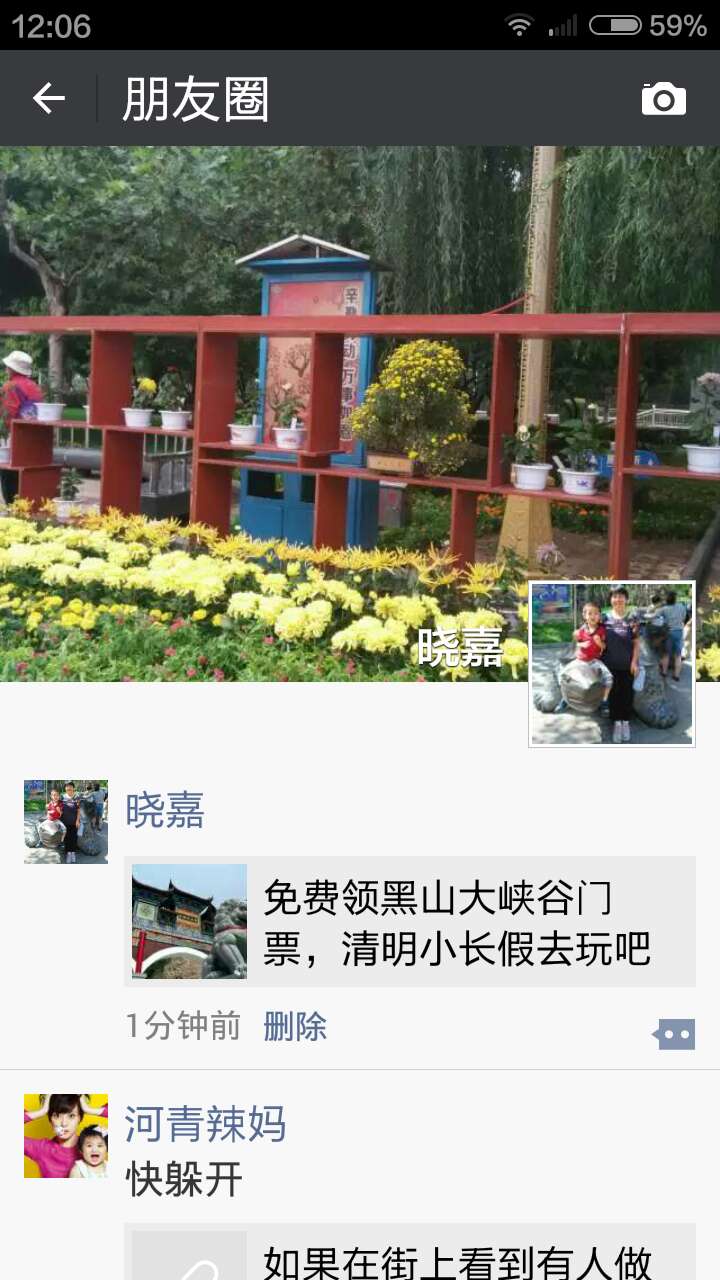 12:06
59%
朋友圈
晓嘉
晓嘉
免费领黑山大峡谷门
票，清明小长假去玩吧
1分钟前 删除
河青辣妈
快躲开
如果在街上看到有人做